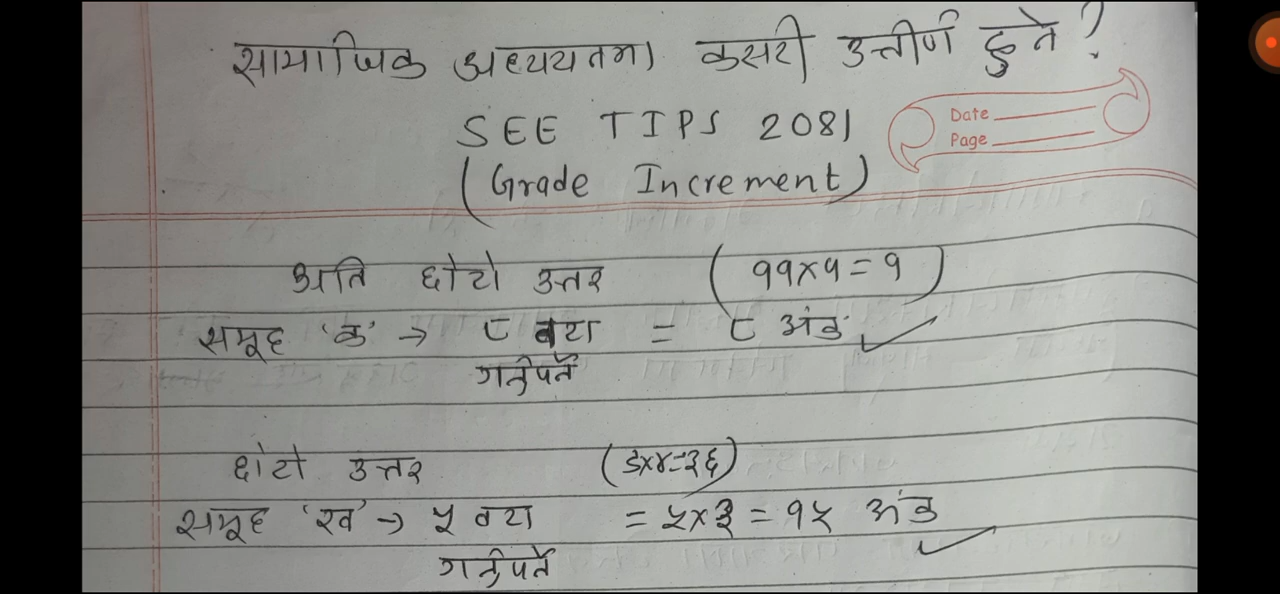 सामाजिक अध्ययनमा कसरी उत्तीर्ण हुने ?
SEE TIPS 2081
Date
Page
(Grade Increment)
अति छोटो उत्तर (११×१=१)
समूह 'क' → ८ वटा = ८ अंक
गर्नुपर्ने
छोटो उत्तर (९×४=३६)
समूह 'ख' → ५ वटा = ५×३ = १५ अंक
गर्नुपर्ने